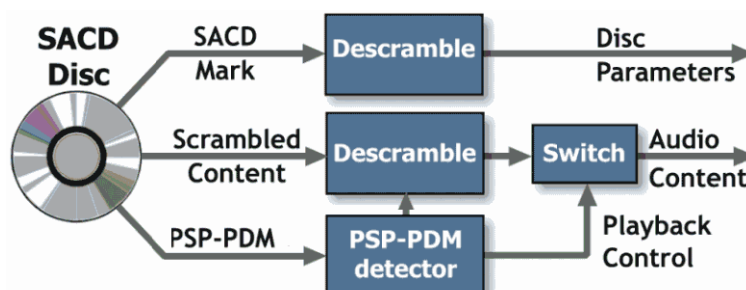 SACD
Disc
SACD
Mark
Descramble
Disc
Parameters
Scrambled
Content
Descramble
Switch
Audio
Content
PSP-PDM
PSP-PDM
detector
Playback
Control